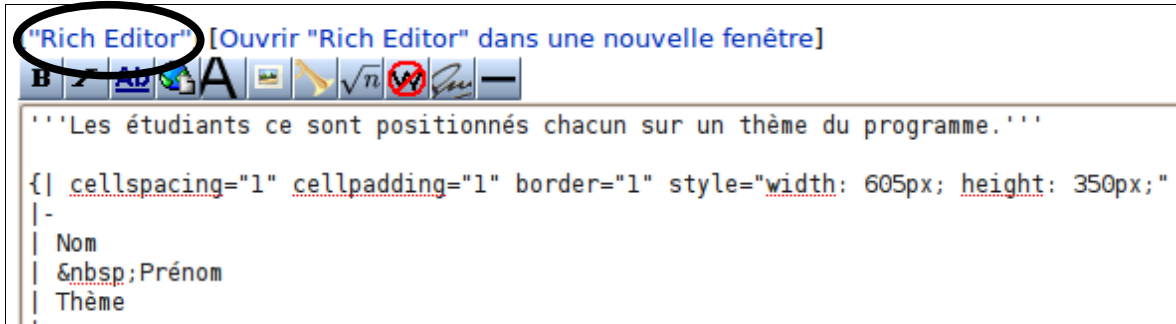 ["Rich Editor"] [Ouvrir "Rich Editor" dans une nouvelle fenêtre]
B I Ab A √n W
'''Les étudiants ce sont positionnés chacun sur un thème du programme.'''
{| cellspacing="1" cellpadding="1" border="1" style="width: 605px; height: 350px;"
|-
| Nom
| &nbsp;Prénom
| Thème